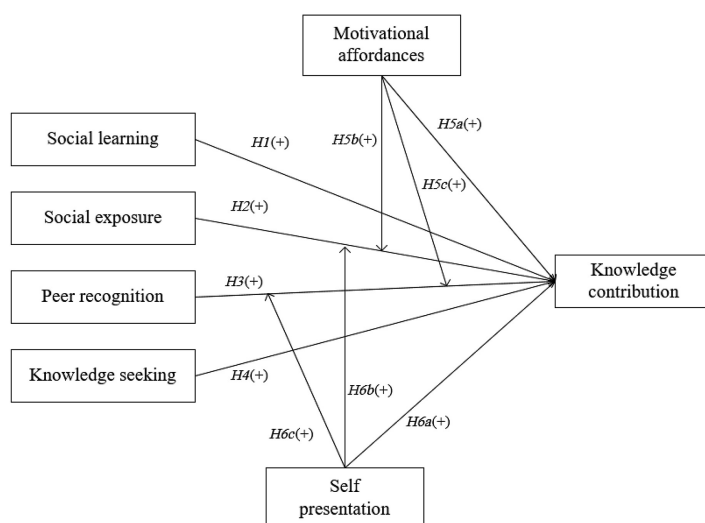 Motivational
affordances
Social learning
H1(+)
H5b(+)
H5a(+)
H5c(+)
Social exposure
H2(+)
Peer recognition
H3(+)
Knowledge
contribution
Knowledge seeking
H4(+)
H6b(+)
H6c(+)
H6a(+)
Self
presentation